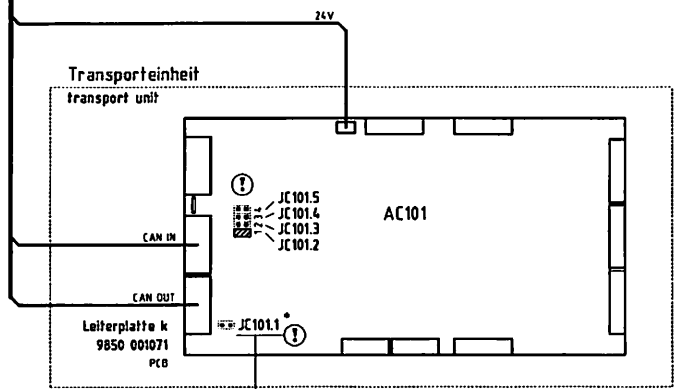 24V
Transporteinheit
transport unit
JC101.5
JC101.4
JC101.3
JC101.2
1 2 3 4
AC101
CAN IN
CAN OUT
Leiterplatte k
9850 001071
PCB
JC101.1 *
!
!